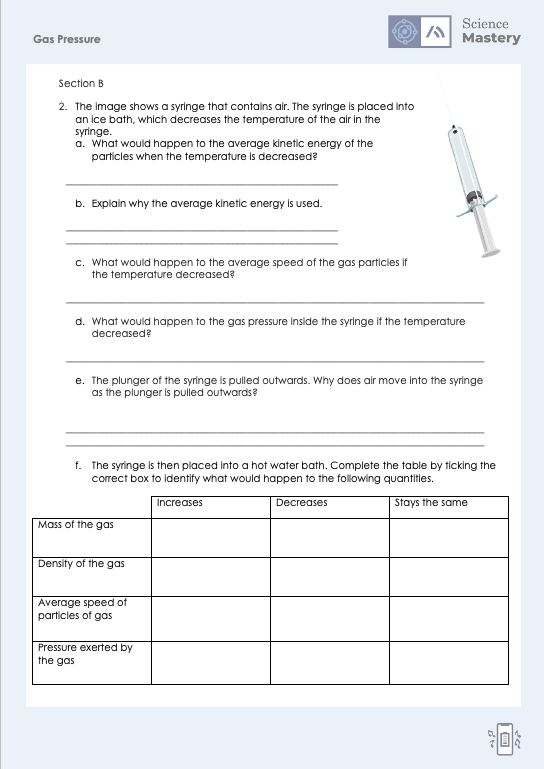 Gas Pressure
Science
Mastery
Section B
2. The image shows a syringe that contains air. The syringe is placed into
an ice bath, which decreases the temperature of the air in the
syringe.
a. What would happen to the average kinetic energy of the
particles when the temperature is decreased?
b. Explain why the average kinetic energy is used.
c. What would happen to the average speed of the gas particles if
the temperature decreased?
d. What would happen to the gas pressure inside the syringe if the temperature
decreased?
e. The plunger of the syringe is pulled outwards. Why does air move into the syringe
as the plunger is pulled outwards?
f. The syringe is then placed into a hot water bath. Complete the table by ticking the
correct box to identify what would happen to the following quantities.
Increases Decreases Stays the same
Mass of the gas
Density of the gas
Average speed of
particles of gas
Pressure exerted by
the gas